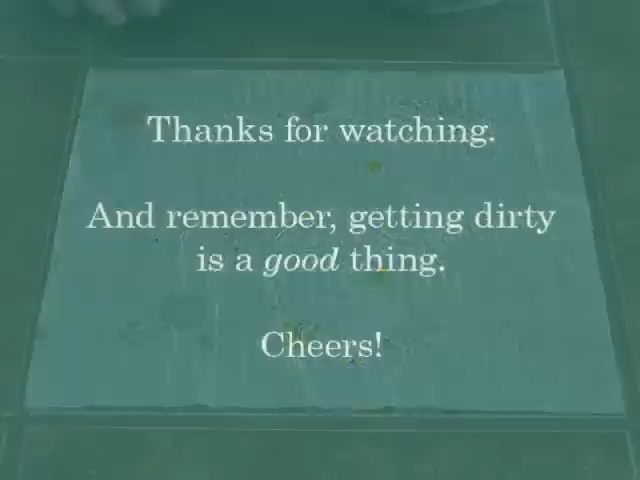 Thanks for watching.
And remember, getting dirty
is a good thing.
Cheers!